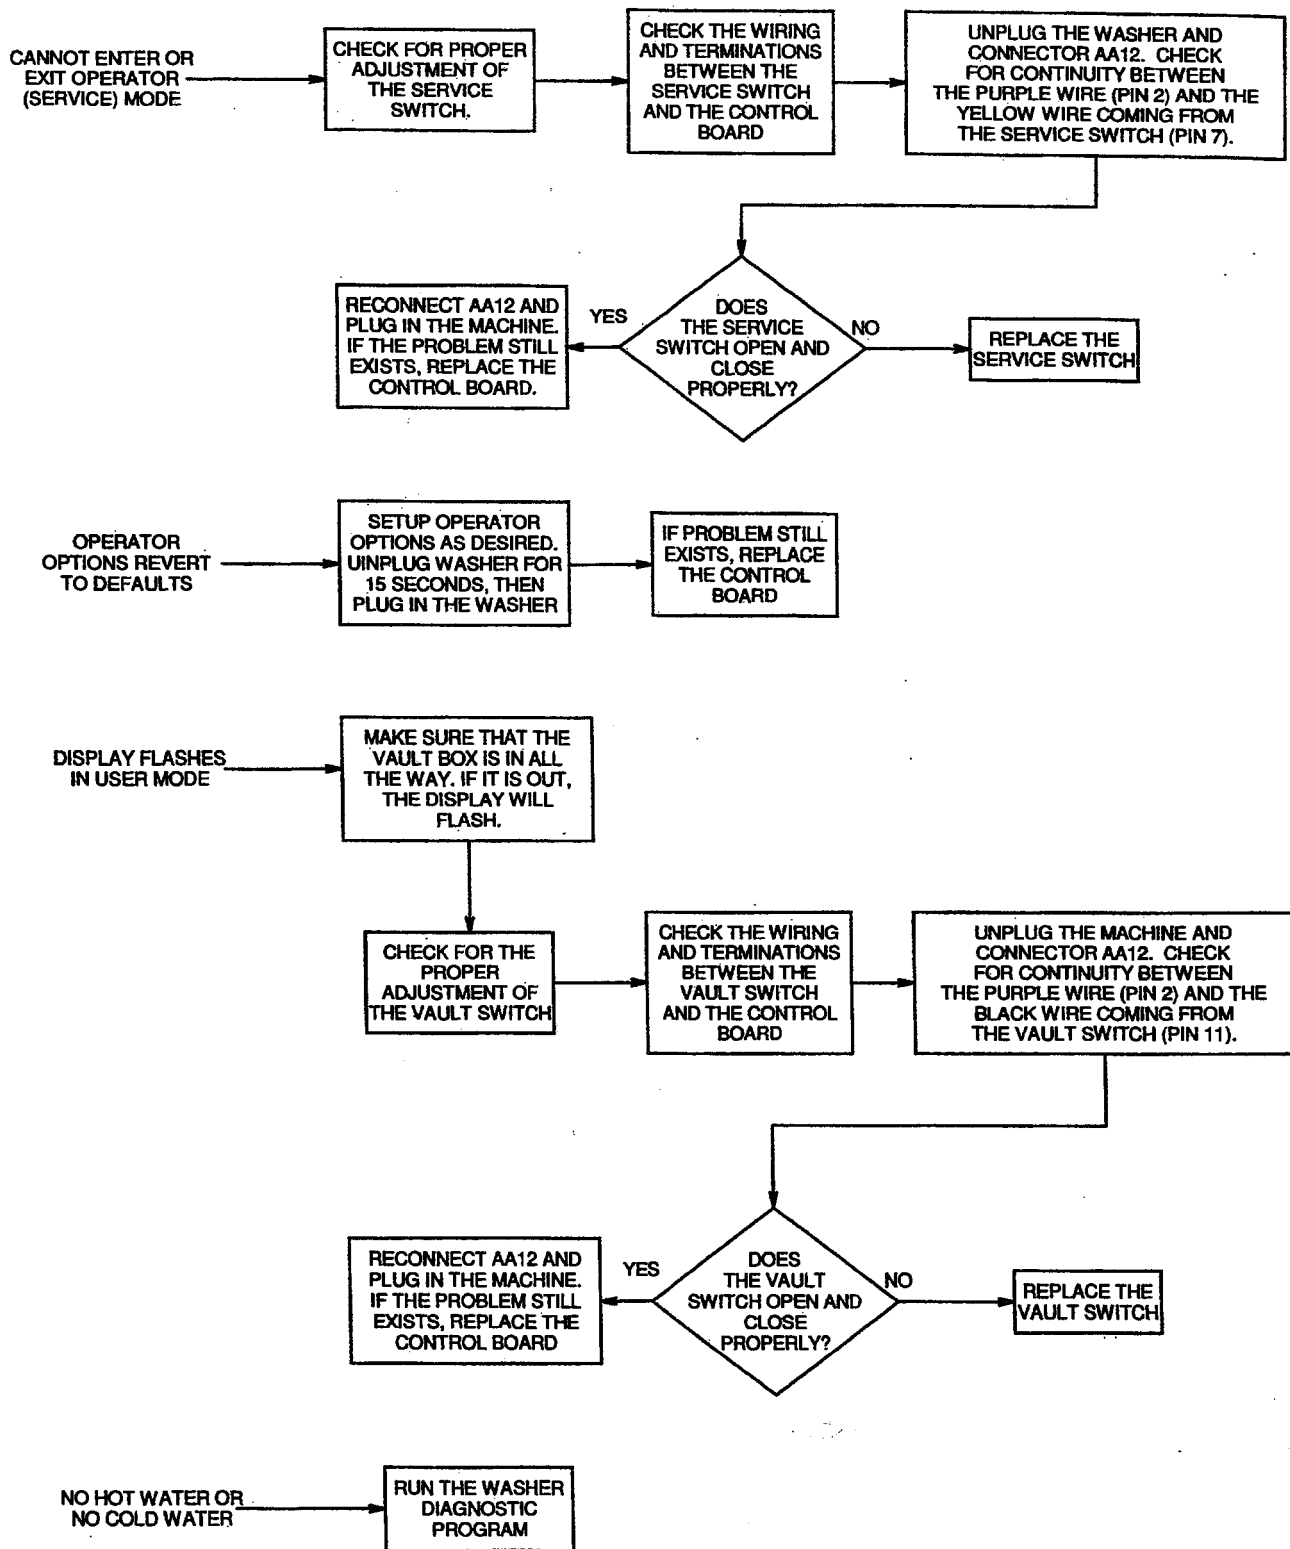 CANNOT ENTER OR
EXIT OPERATOR
(SERVICE) MODE
CHECK FOR PROPER
ADJUSTMENT OF
THE SERVICE
SWITCH.
CHECK THE WIRING
AND TERMINATIONS
BETWEEN THE
SERVICE SWITCH
AND THE CONTROL
BOARD
UNPLUG THE WASHER AND
CONNECTOR AA12. CHECK
FOR CONTINUITY BETWEEN
THE PURPLE WIRE (PIN 2) AND THE
YELLOW WIRE COMING FROM
THE SERVICE SWITCH (PIN 7).
DOES
THE SERVICE
SWITCH OPEN AND
CLOSE
PROPERLY?
YES
RECONNECT AA12 AND
PLUG IN THE MACHINE.
IF THE PROBLEM STILL
EXISTS, REPLACE THE
CONTROL BOARD.
NO
REPLACE THE
SERVICE SWITCH
OPERATOR
OPTIONS REVERT
TO DEFAULTS
SETUP OPERATOR
OPTIONS AS DESIRED.
UINPLUG WASHER FOR
15 SECONDS, THEN
PLUG IN THE WASHER
IF PROBLEM STILL
EXISTS, REPLACE
THE CONTROL
BOARD
DISPLAY FLASHES
IN USER MODE
MAKE SURE THAT THE
VAULT BOX IS IN ALL
THE WAY. IF IT IS OUT,
THE DISPLAY WILL
FLASH.
CHECK FOR THE
PROPER
ADJUSTMENT OF
THE VAULT SWITCH
CHECK THE WIRING
AND TERMINATIONS
BETWEEN THE
VAULT SWITCH
AND THE CONTROL
BOARD
UNPLUG THE MACHINE AND
CONNECTOR AA12. CHECK
FOR CONTINUITY BETWEEN
THE PURPLE WIRE (PIN 2) AND THE
BLACK WIRE COMING FROM
THE VAULT SWITCH (PIN 11).
DOES
THE VAULT
SWITCH OPEN AND
CLOSE
PROPERLY?
YES
RECONNECT AA12 AND
PLUG IN THE MACHINE.
IF THE PROBLEM STILL
EXISTS, REPLACE THE
CONTROL BOARD
NO
REPLACE THE
VAULT SWITCH
NO HOT WATER OR
NO COLD WATER
RUN THE WASHER
DIAGNOSTIC
PROGRAM